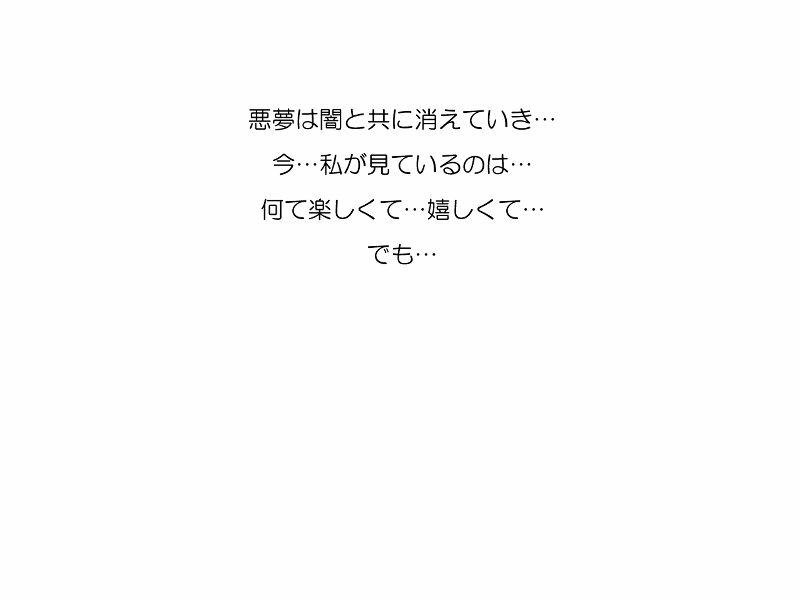 悪夢は闇と共に消えていき…
今…私が見ているのは…
何て楽しくて…嬉しくて…
でも…